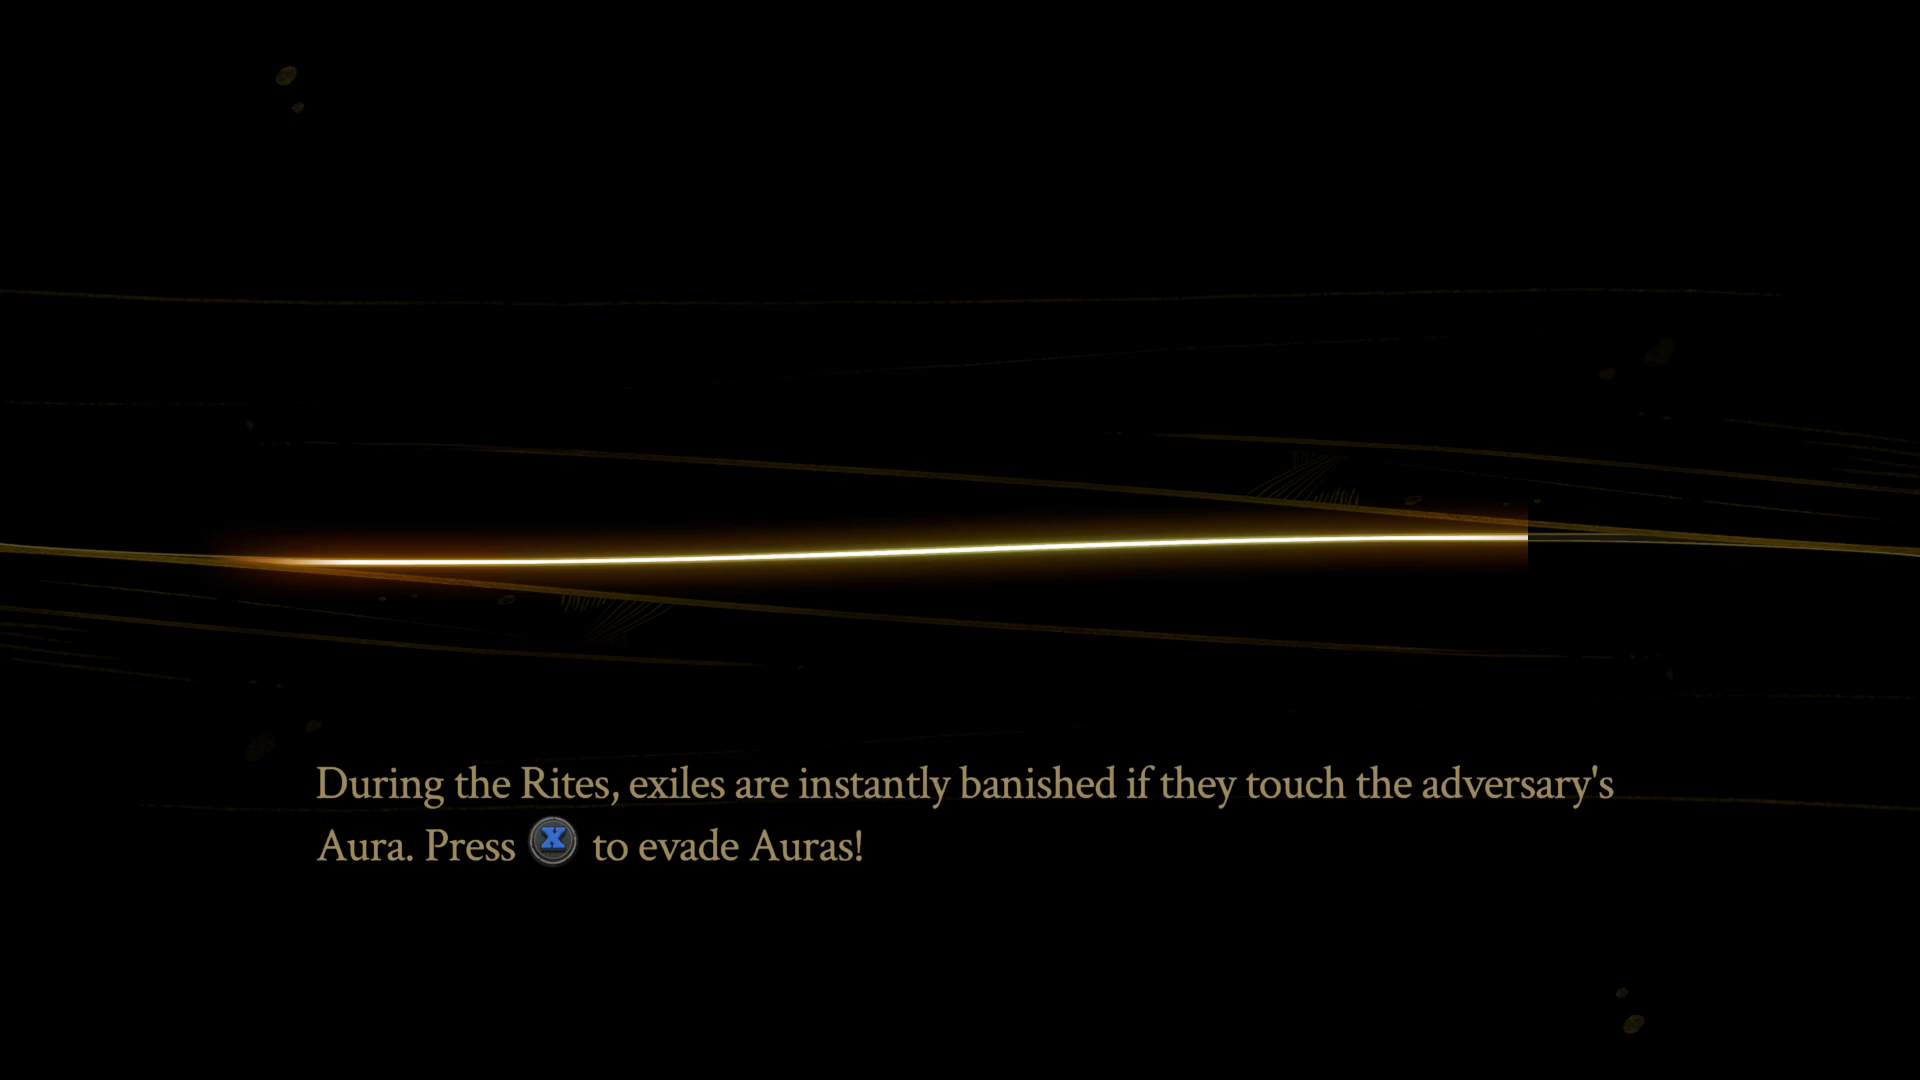 During the Rites, exiles are instantly banished if they touch the adversary's
Aura. Press X to evade Auras!